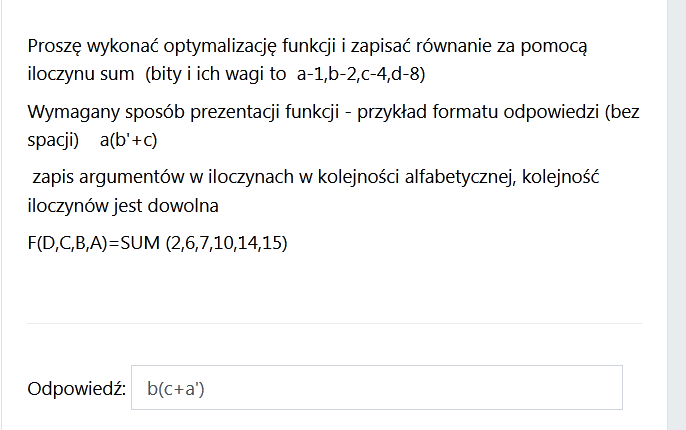 Proszę wykonać optymalizację funkcji i zapisać równanie za pomocą
iloczynu sum  (bity i ich wagi to  a-1,b-2,c-4,d-8)
Wymagany sposób prezentacji funkcji - przykład formatu odpowiedzi (bez
spacji)    a(b'+c)
zapis argumentów w iloczynach w kolejności alfabetycznej, kolejność
iloczynów jest dowolna
F(D,C,B,A)=SUM (2,6,7,10,14,15)
Odpowiedź: b(c+a')